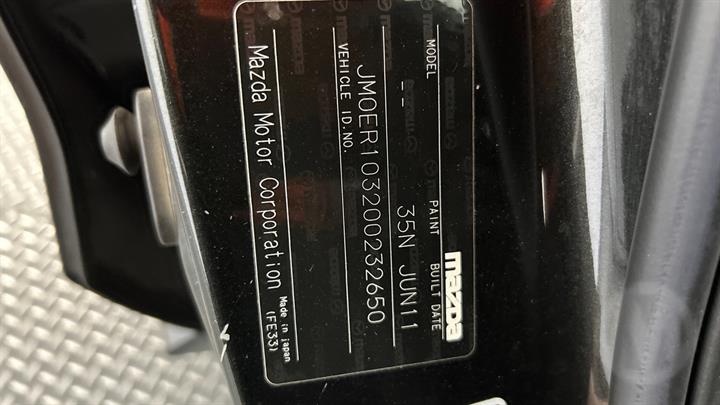 mazda
MODEL PAINT BUILT DATE
-- 35N JUN11
VEHICLE ID.NO.
JM0ER103200232650
Mazda Motor Corporation Made in japan
(FE33)